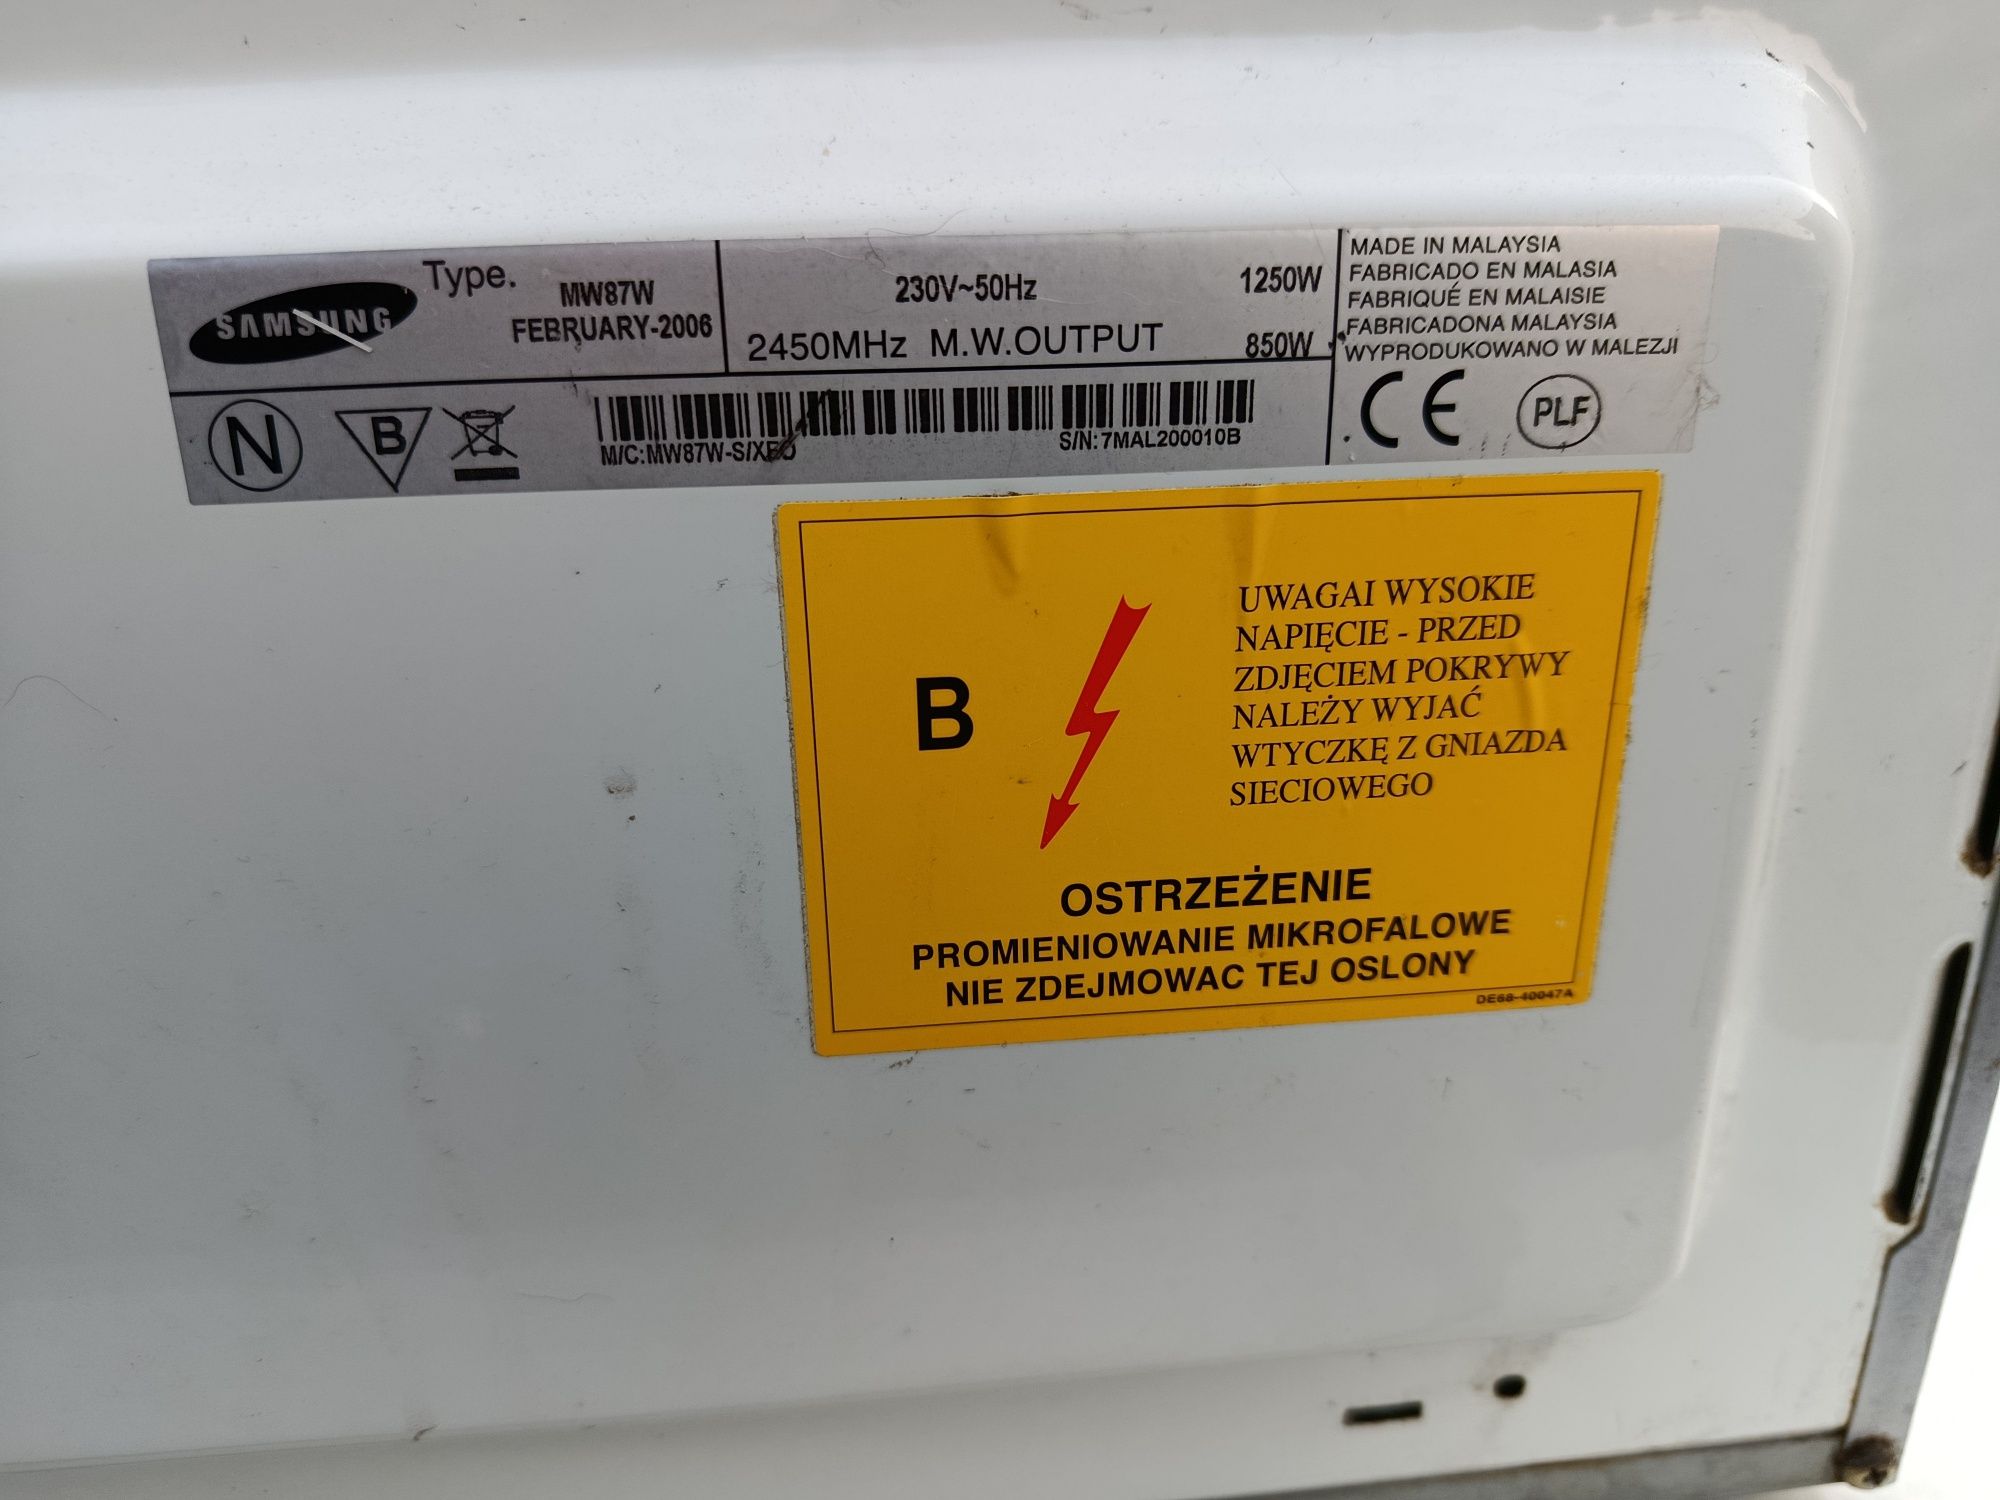 SAMSUNG
Type.
MW87W
FEBRUARY-2006
230V~50Hz 1250W
2450MHz M.W.OUTPUT 850W
MADE IN MALAYSIA
FABRICADO EN MALASIA
FABRIQUÉ EN MALAISIE
FABRICADONA MALAYSIA
WYPRODUKOWANO W MALEZJI
N B
M/C:
S/N:7MAL200010B
CE PLF
UWAGAI WYSOKIE
NAPIĘCIE - PRZED
ZDJĘCIEM POKRYWY
NALEŻY WYJAĆ
WTYCZKĘ Z GNIAZDA
SIECIOWEGO
B
OSTRZEŻENIE
PROMIENIOWANIE MIKROFALOWE
NIE ZDEJMOWAC TEJ OSLONY
DE68-40047A